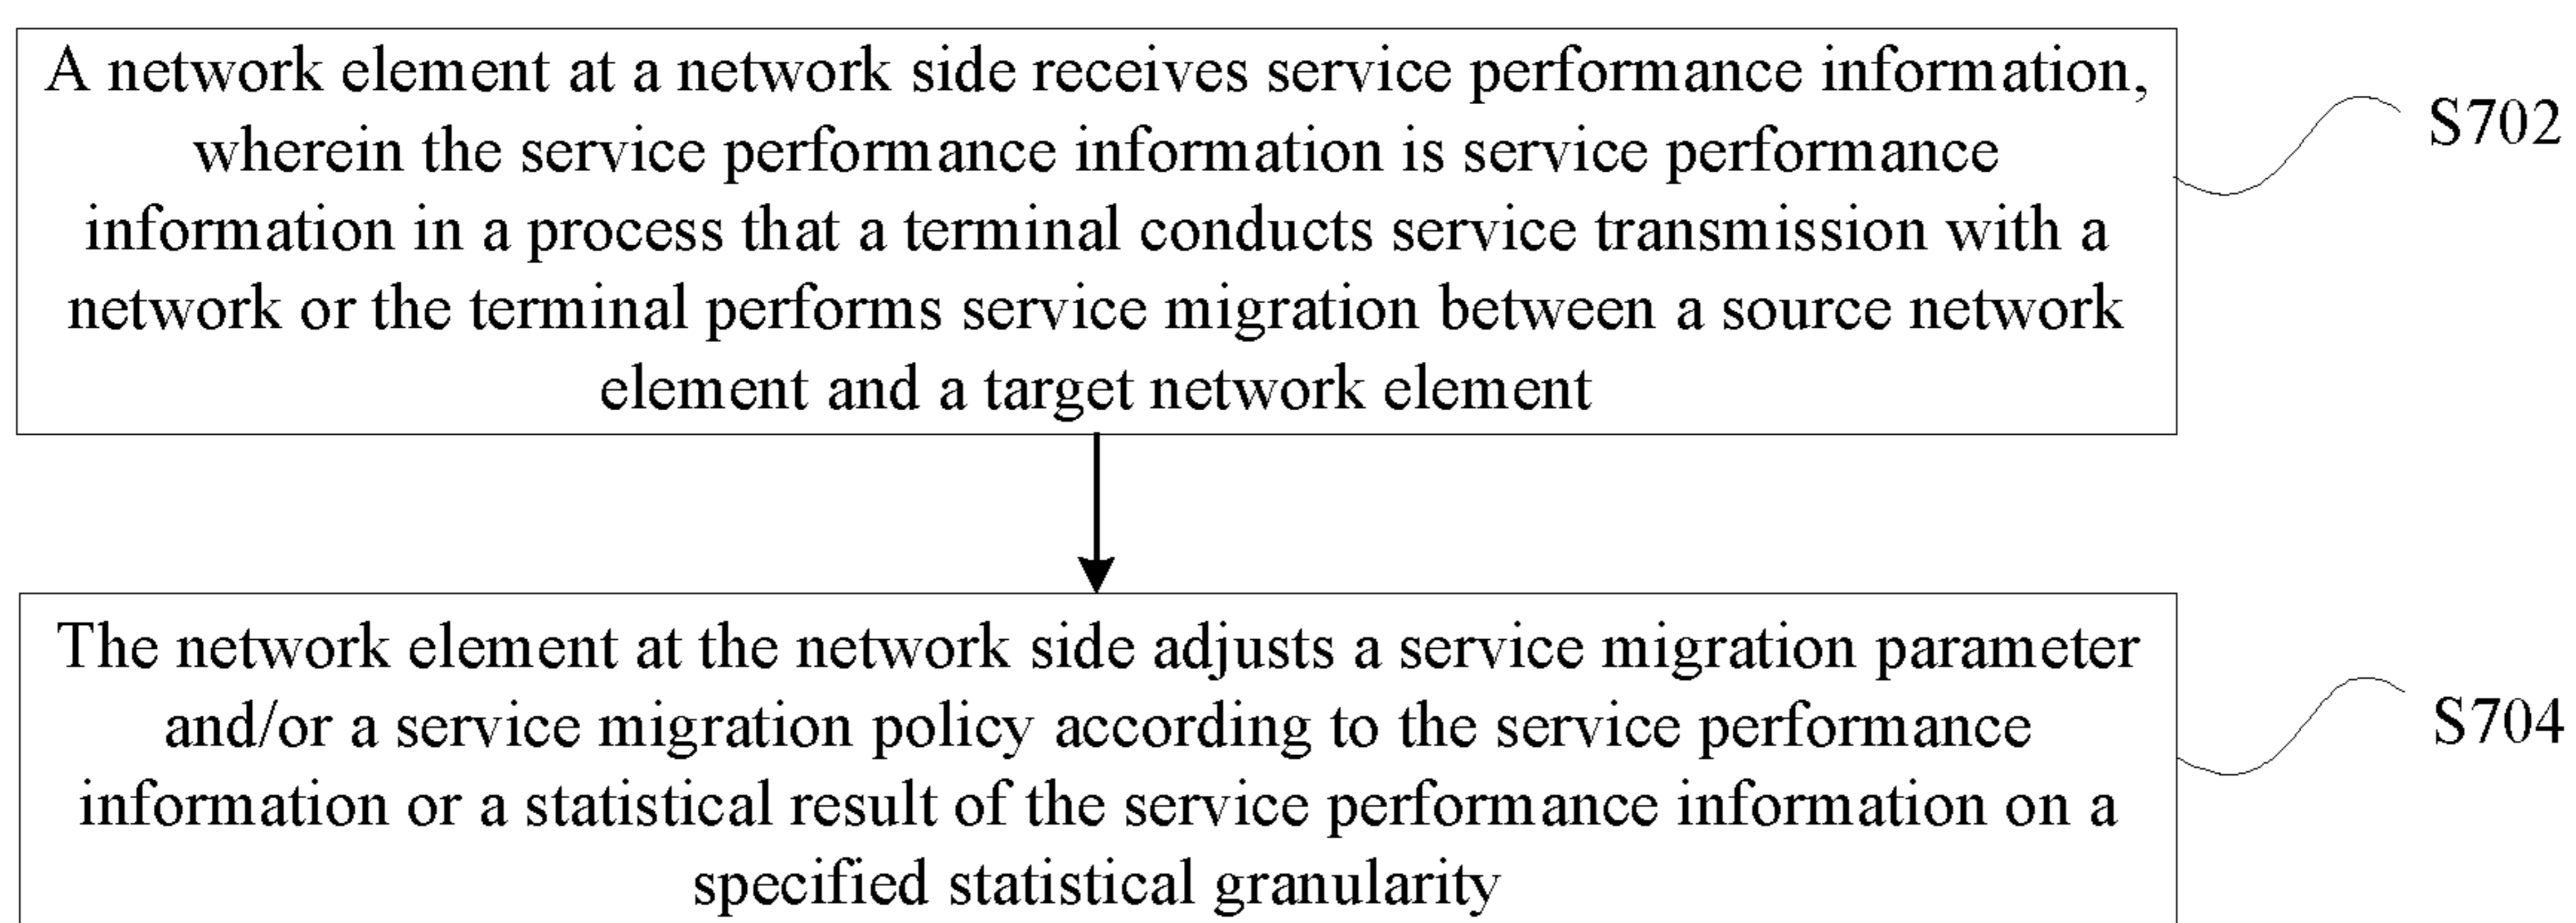 A network element at a network side receives service performance information,
wherein the service performance information is service performance
information in a process that a terminal conducts service transmission with a
network or the terminal performs service migration between a source network
element and a target network element
S702
The network element at the network side adjusts a service migration parameter
and/or a service migration policy according to the service performance
information or a statistical result of the service performance information on a
specified statistical granularity
S704